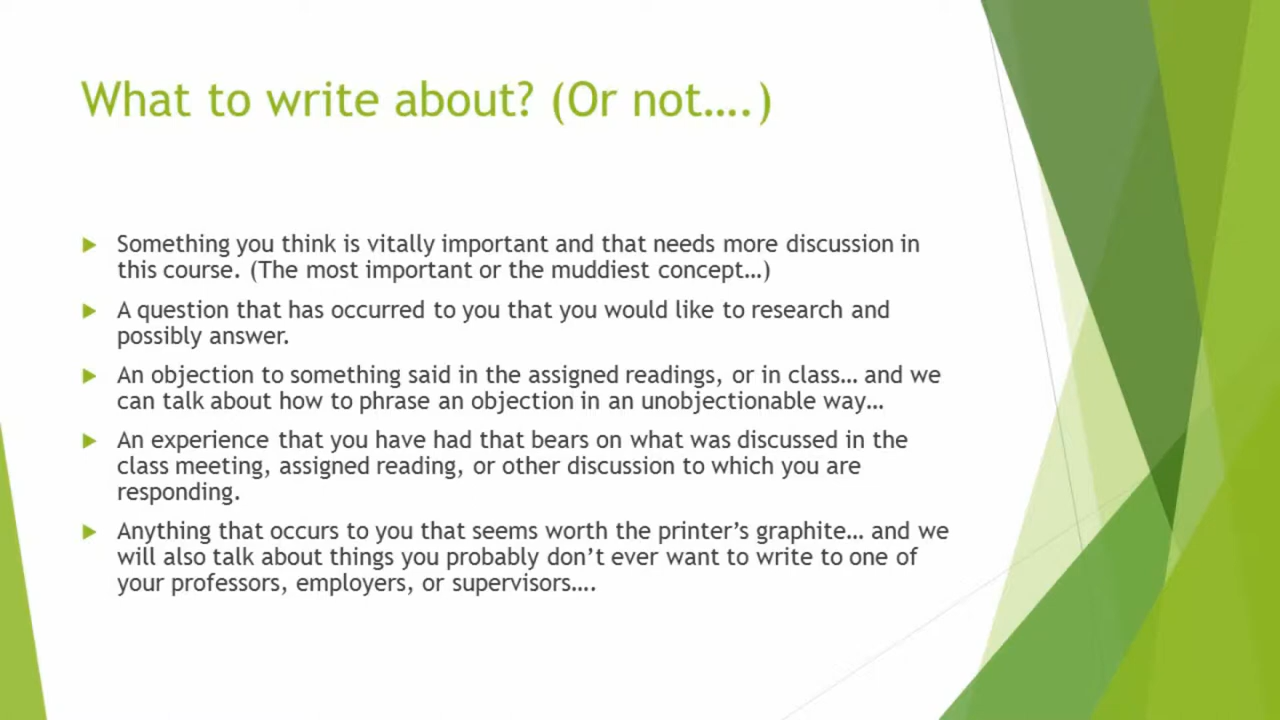 What to write about? (Or not….)
Something you think is vitally important and that needs more discussion in
this course. (The most important or the muddiest concept…)
A question that has occurred to you that you would like to research and
possibly answer.
An objection to something said in the assigned readings, or in class… and we
can talk about how to phrase an objection in an unobjectionable way…
An experience that you have had that bears on what was discussed in the
class meeting, assigned reading, or other discussion to which you are
responding.
Anything that occurs to you that seems worth the printer’s graphite… and we
will also talk about things you probably don’t ever want to write to one of
your professors, employers, or supervisors….